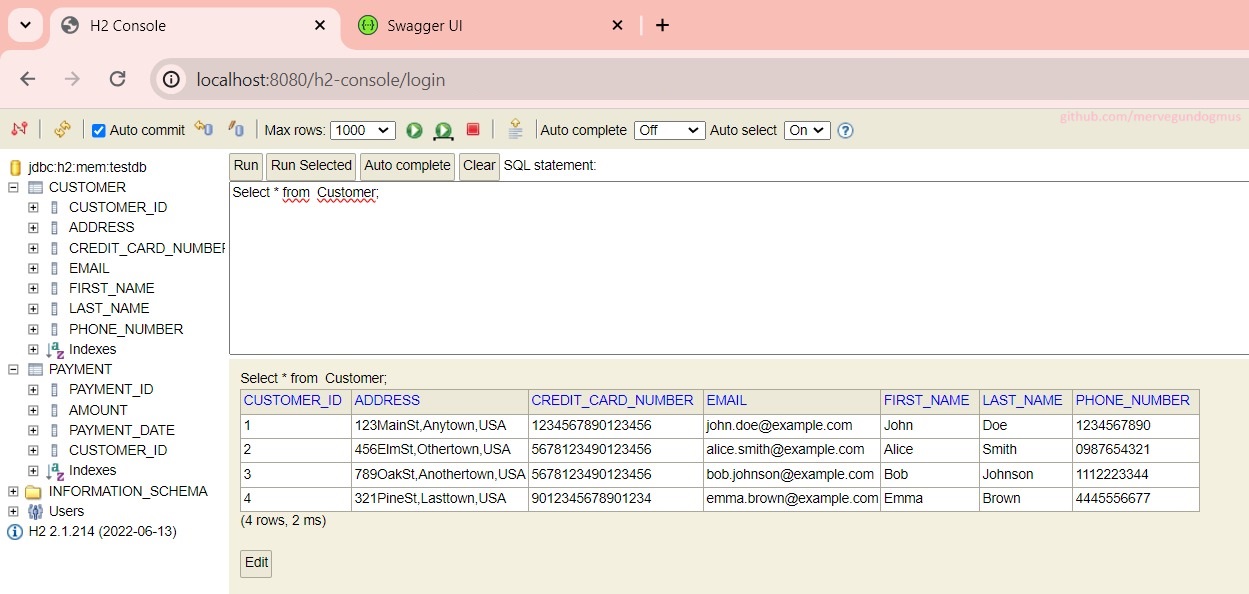 H2 Console
Swagger UI
localhost:8080/h2-console/login
Auto commit Max rows: 1000 Auto complete Off Auto select On
github.com/mervegundogmus
jdbc:h2:mem:testdb
CUSTOMER
CUSTOMER_ID
ADDRESS
CREDIT_CARD_NUMBER
EMAIL
FIRST_NAME
LAST_NAME
PHONE_NUMBER
Indexes
PAYMENT
PAYMENT_ID
AMOUNT
PAYMENT_DATE
CUSTOMER_ID
Indexes
INFORMATION_SCHEMA
Users
H2 2.1.214 (2022-06-13)
Run Run Selected Auto complete Clear SQL statement:
Select * from  Customer;
Select * from  Customer;
CUSTOMER_ID ADDRESS CREDIT_CARD_NUMBER EMAIL FIRST_NAME LAST_NAME PHONE_NUMBER
1 123MainSt,Anytown,USA 1234567890123456 john.doe@example.com John Doe 1234567890
2 456ElmSt,Othertown,USA 5678123490123456 alice.smith@example.com Alice Smith 0987654321
3 789OakSt,Anothertown,USA 5678123490123456 bob.johnson@example.com Bob Johnson 1112223344
4 321PineSt,Lasttown,USA 9012345678901234 emma.brown@example.com Emma Brown 4445556677
(4 rows, 2 ms)
Edit